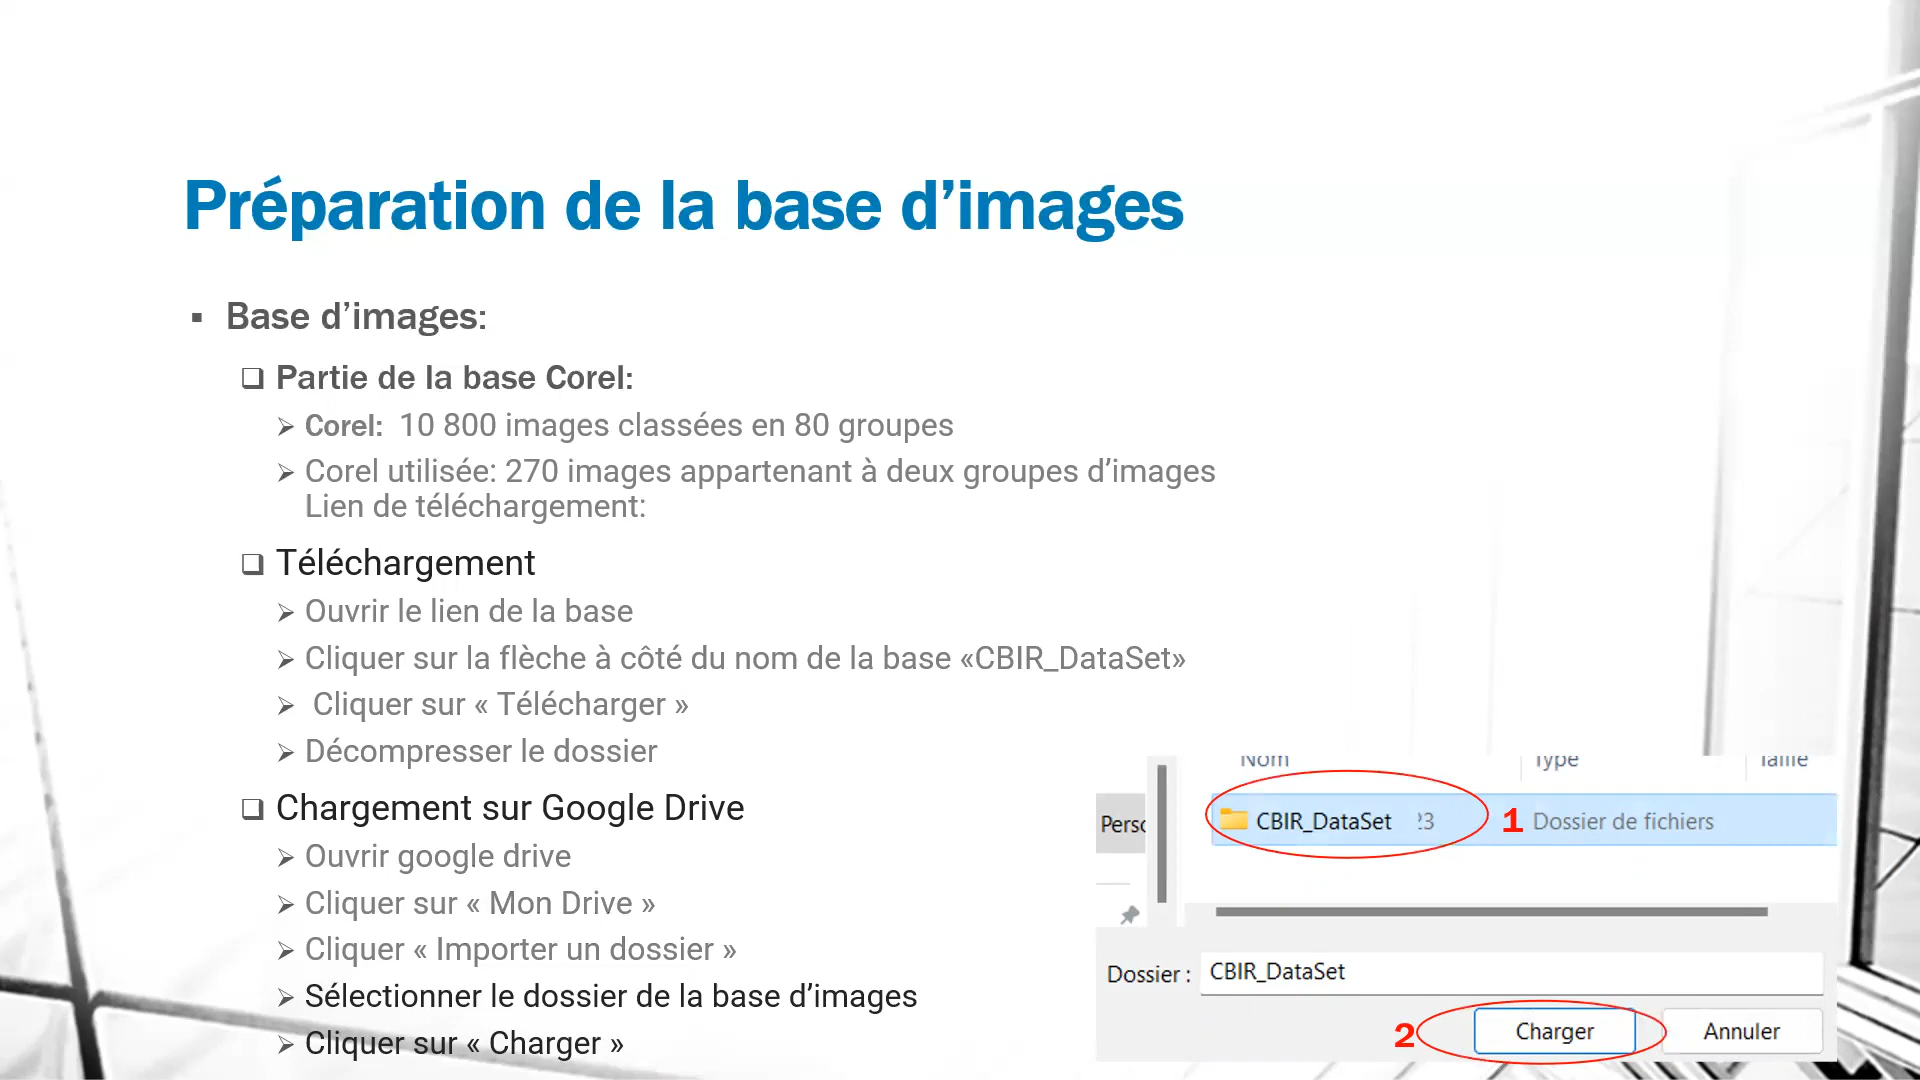 Préparation de la base d’images
▪ Base d’images:
❑ Partie de la base Corel:
➢ Corel: 10 800 images classées en 80 groupes
➢ Corel utilisée: 270 images appartenant à deux groupes d’images
Lien de téléchargement:
❑ Téléchargement
➢ Ouvrir le lien de la base
➢ Cliquer sur la flèche à côté du nom de la base «CBIR_DataSet»
➢ Cliquer sur « Télécharger »
➢ Décompresser le dossier
❑ Chargement sur Google Drive
➢ Ouvrir google drive
➢ Cliquer sur « Mon Drive »
➢ Cliquer « Importer un dossier »
➢ Sélectionner le dossier de la base d’images
➢ Cliquer sur « Charger »
Nom Type Taille
Perso CBIR_DataSet 23 1 Dossier de fichiers
Dossier : CBIR_DataSet
2 Charger Annuler